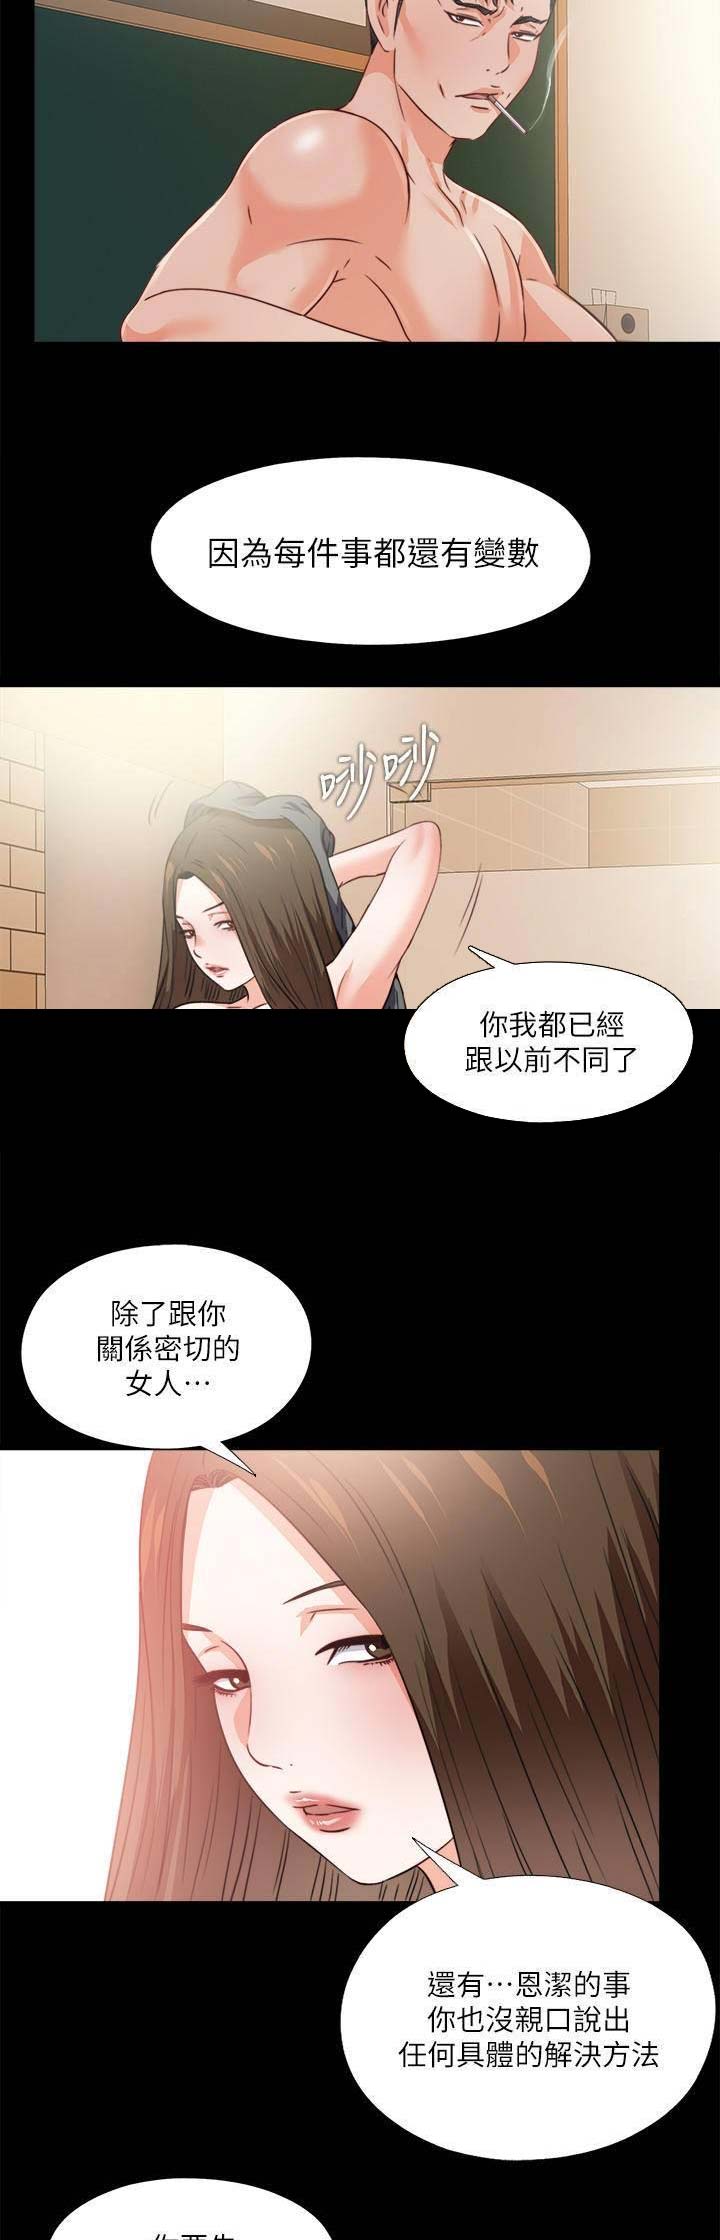 因為每件事都還有變數
唦唦
你我都已經
跟以前不同了
除了跟你
關係密切的
女人⋯
還有⋯恩潔的事
你也沒親口說出
任何具體的解決方法